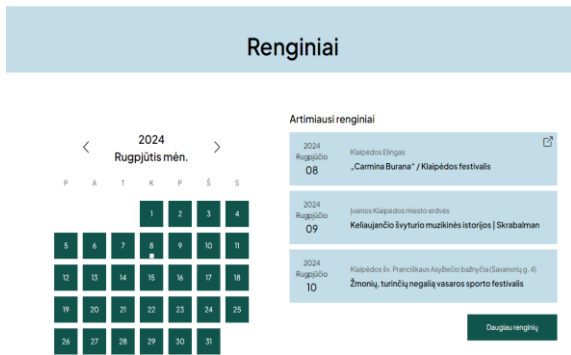 Renginiai
2024
Rugpjūtis mėn.
P A T K P Š S
1 2 3 4
5 6 7 8 9 10 11
12 13 14 15 16 17 18
19 20 21 22 23 24 25
26 27 28 29 30 31
Artimiausi renginiai
2024
Rugpjūčio
08
Klaipėdos Elingas
„Carmina Burana“ / Klaipėdos festivalis
2024
Rugpjūčio
09
Įvairios Klaipėdos miesto erdvės
Keliaujančio švyturio muzikinės istorijos | Skrabalman
2024
Rugpjūčio
10
Klaipėdos šv. Pranciškaus Asyžiečio bažnyčia (Savanorių g. 4)
Žmonių, turinčių negalią vasaros sporto festivalis
Daugiau renginių